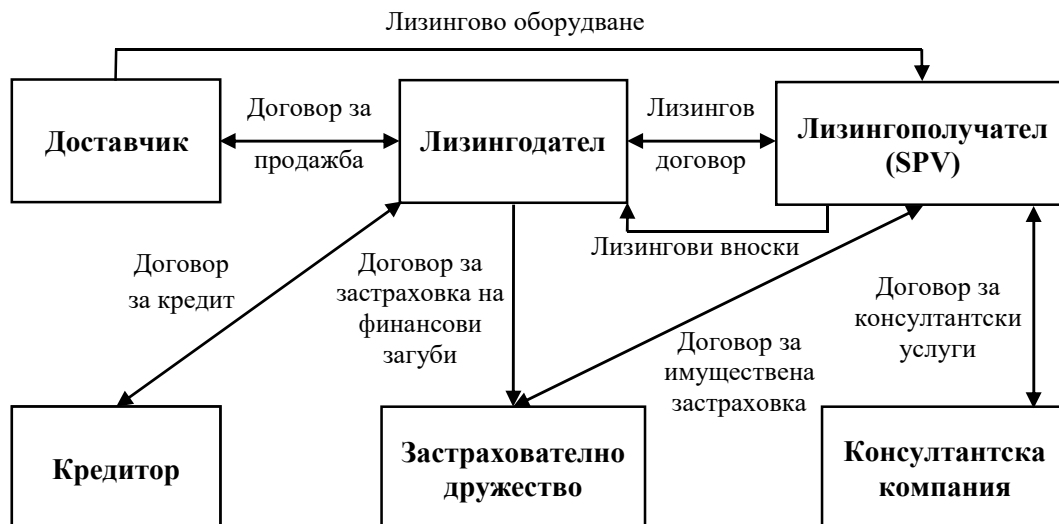 Лизингово оборудване
Доставчик
Договор за
продажба
Лизингодател
Лизингов
договор
Лизингополучател
(SPV)
Лизингови вноски
Договор
за кредит
Договор за
застраховка на
финансови
загуби
Договор за
имуществена
застраховка
Договор за
консултантски
услуги
Кредитор
Застрахователно
дружество
Консултантска
компания